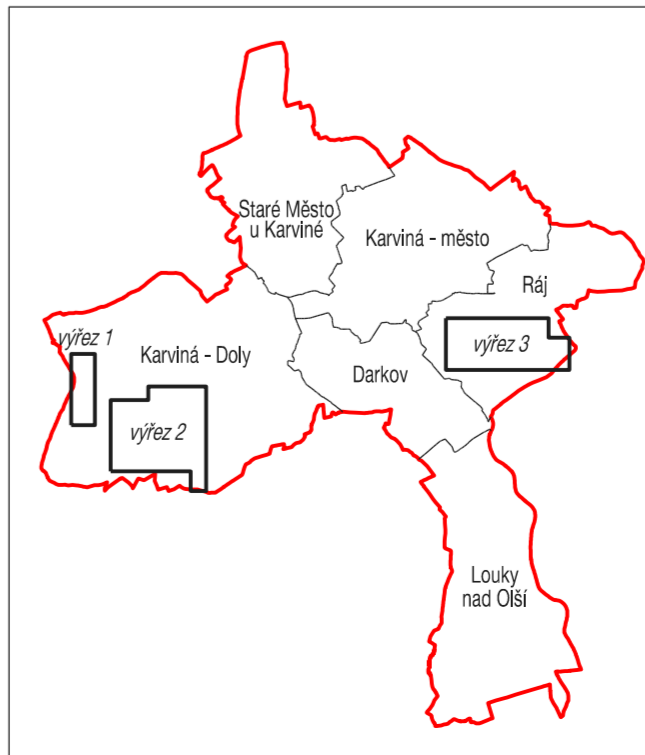 Staré Město
u Karviné
Karviná - město
Ráj
výřez 1
Karviná - Doly
výřez 3
Darkov
výřez 2
Louky
nad Olší